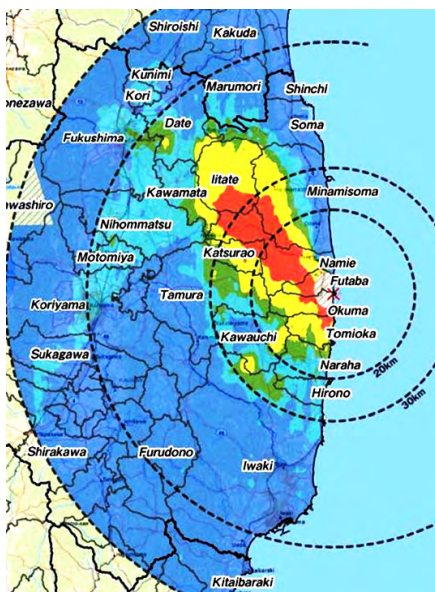 Shiroishi
Kakuda
Kunimi
onezawa
Kori
Marumori
Shinchi
Date
Soma
Fukushima
Iitate
Minamisoma
Kawamata
awashiro
Nihommatsu
Katsurao
Namie
Motomiya
Futaba
Tamura
Koriyama
Okuma
Tomioka
Kawauchi
Sukagawa
Naraha
20km
Hirono
30km
Shirakawa
Furudono
Iwaki
Kitaibaraki